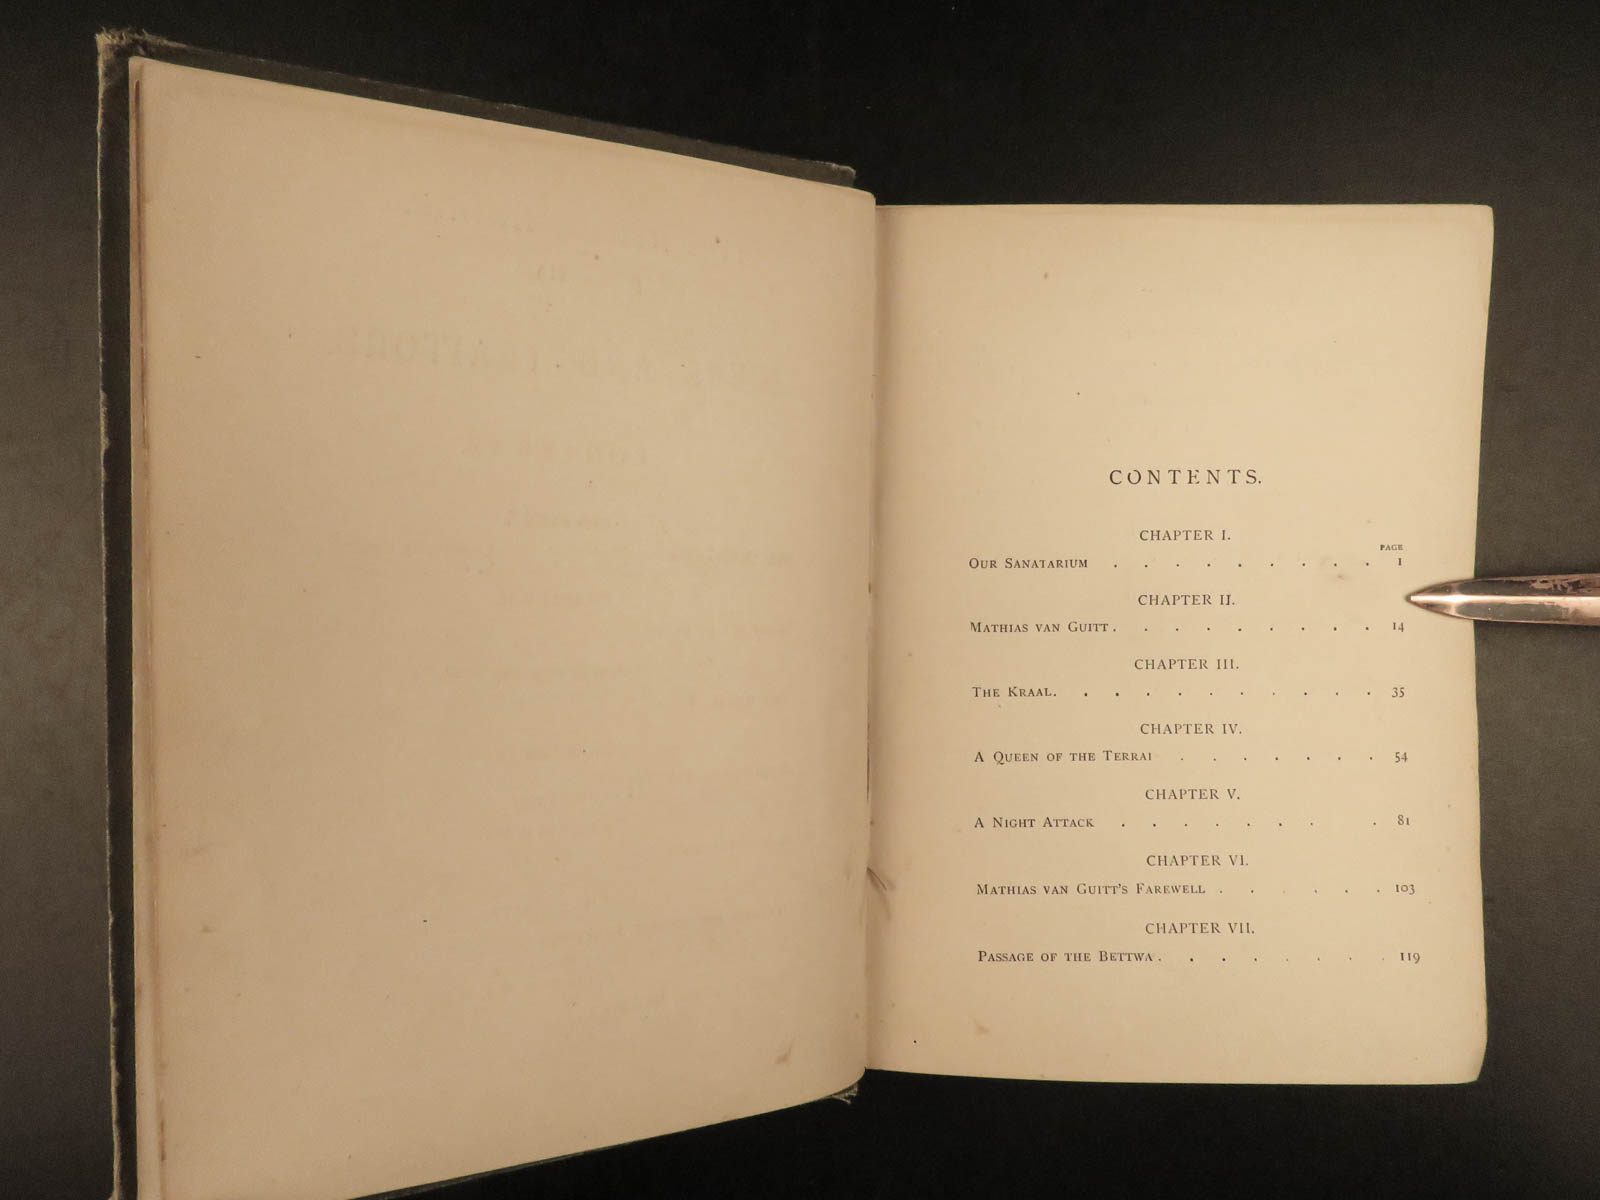 CONTENTS.
CHAPTER I.
PAGE
OUR SANATARIUM . . . . . . . . . 1
CHAPTER II.
MATHIAS VAN GUITT . . . . . . . . . 14
CHAPTER III.
THE KRAAL. . . . . . . . . . . 35
CHAPTER IV.
A QUEEN OF THE TERRAI . . . . . . . 54
CHAPTER V.
A NIGHT ATTACK . . . . . . . . 81
CHAPTER VI.
MATHIAS VAN GUITT'S FAREWELL . . . . . . 103
CHAPTER VII.
PASSAGE OF THE BETTWA . . . . . . . . 119